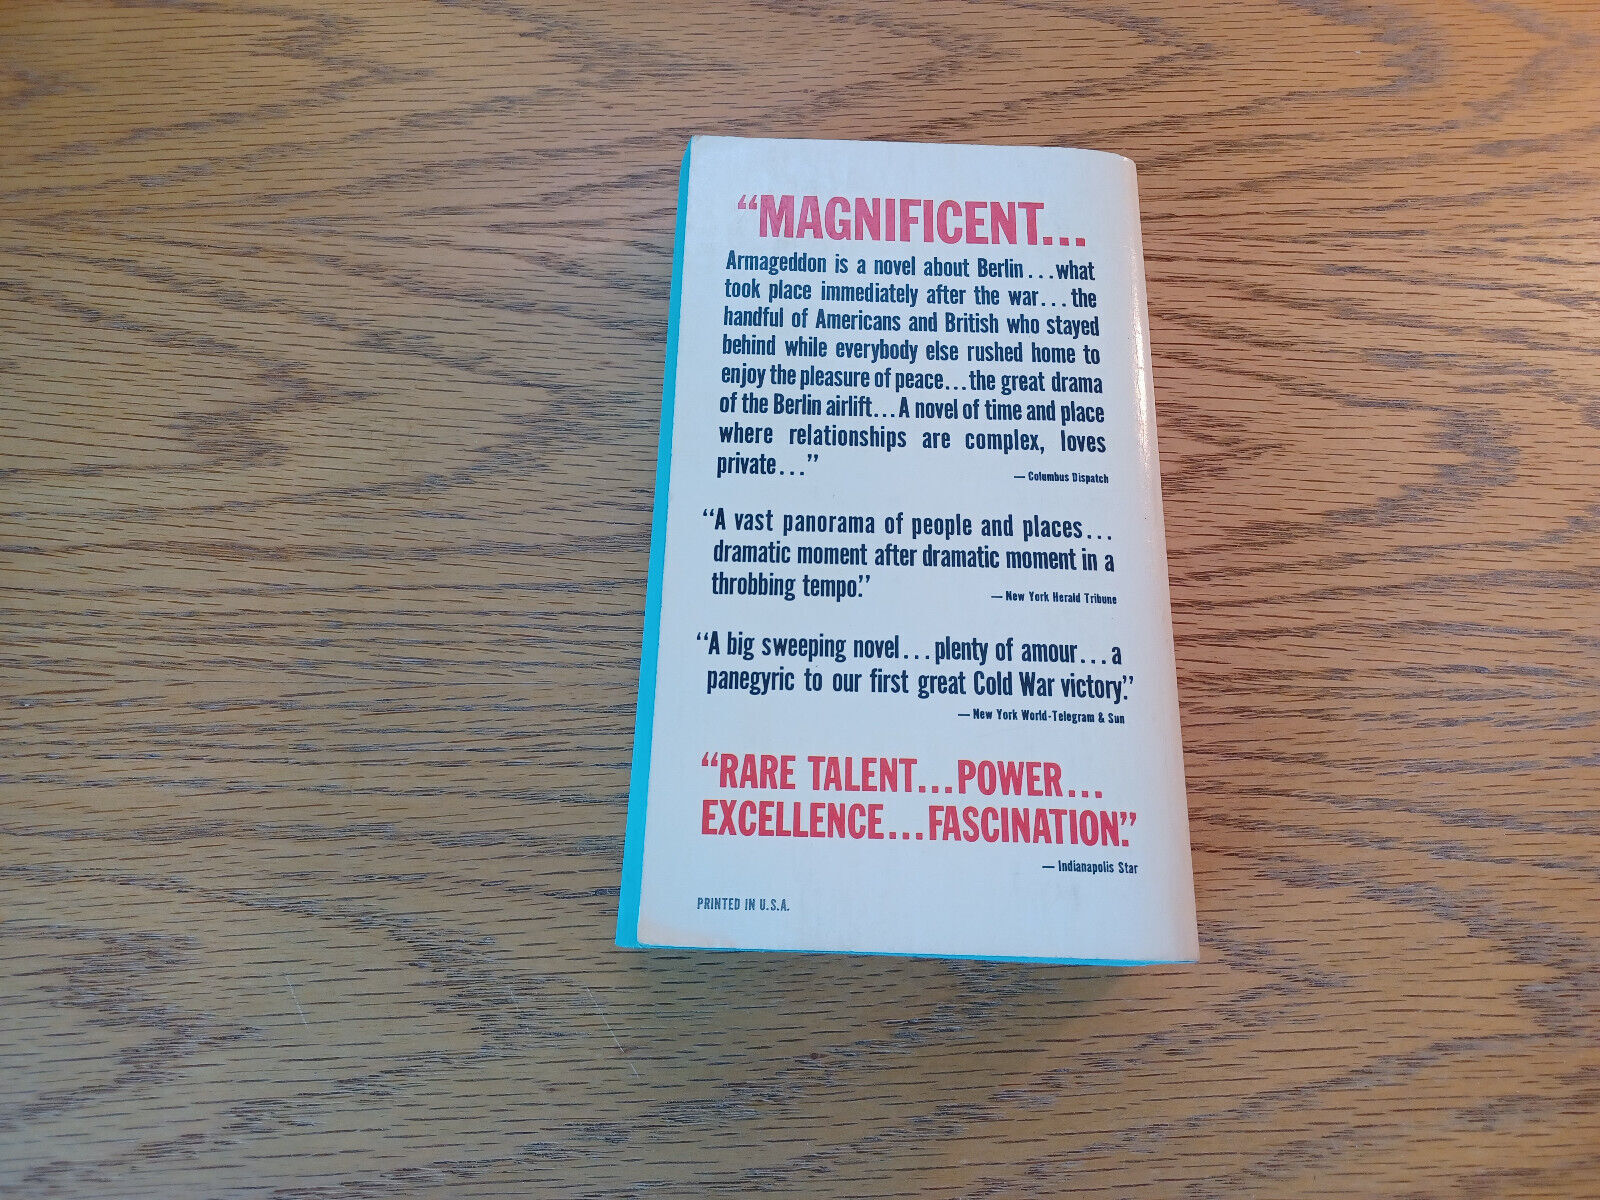 “MAGNIFICENT...
Armageddon is a novel about Berlin...what
took place immediately after the war...the
handful of Americans and British who stayed
behind while everybody else rushed home to
enjoy the pleasure of peace...the great drama
of the Berlin airlift...A novel of time and place
where relationships are complex, loves
private...”
— Columbus Dispatch
“A vast panorama of people and places...
dramatic moment after dramatic moment in a
throbbing tempo.”
— New York Herald Tribune
“A big sweeping novel...plenty of amour...a
panegyric to our first great Cold War victory.”
— New York World-Telegram & Sun
“RARE TALENT...POWER...
EXCELLENCE...FASCINATION.”
— Indianapolis Star
PRINTED IN U.S.A.